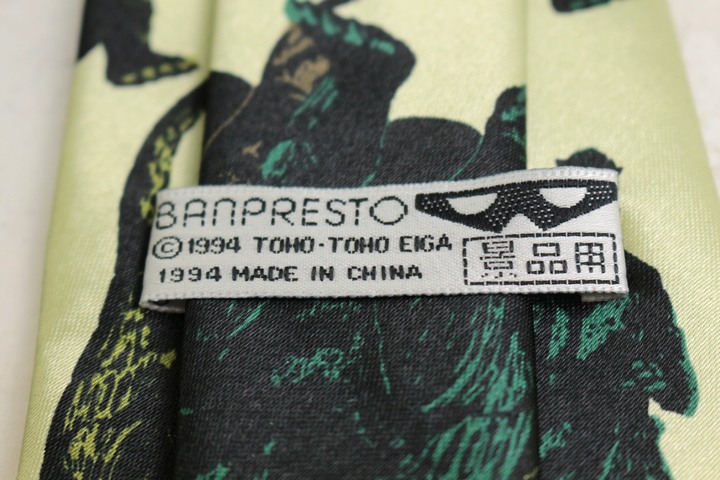 BANPRESTO
©1994 TOHO·TOHO EIGA
1994 MADE IN CHINA
景品用